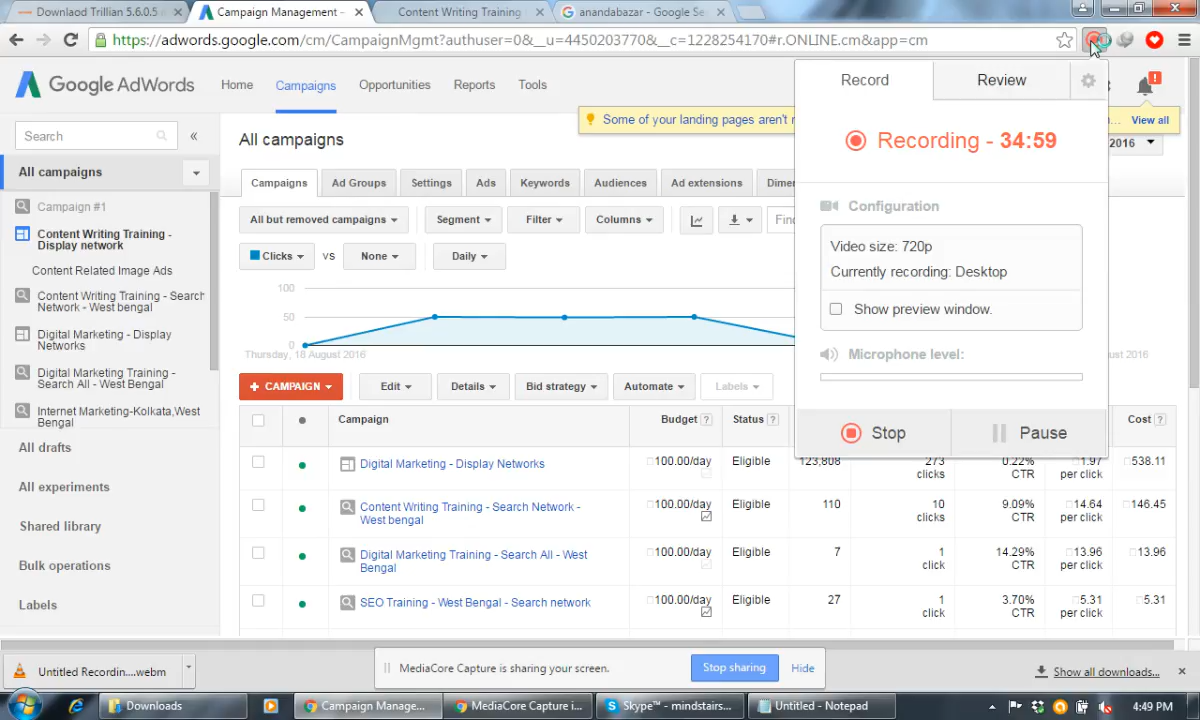 Downlaod Trillian 5.6.0.5
Campaign Management -
Content Writing Training
anandabazar - Google Se
https://adwords.google.com/cm/CampaignMgmt?authuser=0&__u=4450203770&__c=1228254170#r.ONLINE.cm&app=cm
Google AdWords
Home
Campaigns
Opportunities
Reports
Tools
Search
«
Some of your landing pages aren't
View all
2016
All campaigns
All campaigns
Campaign #1
Content Writing Training -
Display network
Content Related Image Ads
Content Writing Training - Search
Network - West bengal
Digital Marketing - Display
Networks
Digital Marketing Training -
Search All - West Bengal
Internet Marketing-Kolkata,West
Bengal
All drafts
All experiments
Shared library
Bulk operations
Labels
Campaigns
Ad Groups
Settings
Ads
Keywords
Audiences
Ad extensions
All but removed campaigns
Segment
Filter
Columns
Clicks
vs
None
Daily
100
50
0
Thursday, 18 August 2016
2016
+ CAMPAIGN
Edit
Details
Bid strategy
Automate
Labels
Campaign
Budget ?
Status ?
Cost ?
Digital Marketing - Display Networks
100.00/day
Eligible
123,808
273
clicks
0.22%
CTR
1.97
per click
538.11
Content Writing Training - Search Network -
West bengal
100.00/day
Eligible
110
10
clicks
9.09%
CTR
14.64
per click
146.45
Digital Marketing Training - Search All - West
Bengal
100.00/day
Eligible
7
1
click
14.29%
CTR
13.96
per click
13.96
SEO Training - West Bengal - Search network
100.00/day
Eligible
27
1
click
3.70%
CTR
5.31
per click
5.31
Record
Review
Recording - 34:59
Configuration
Video size: 720p
Currently recording: Desktop
Show preview window.
Microphone level:
Stop
Pause
Untitled Recordin....webm
MediaCore Capture is sharing your screen.
Stop sharing
Hide
Show all downloads...
Downloads
Campaign Manage...
MediaCore Capture i...
Skype™ - mindstairs...
Untitled - Notepad
4:49 PM